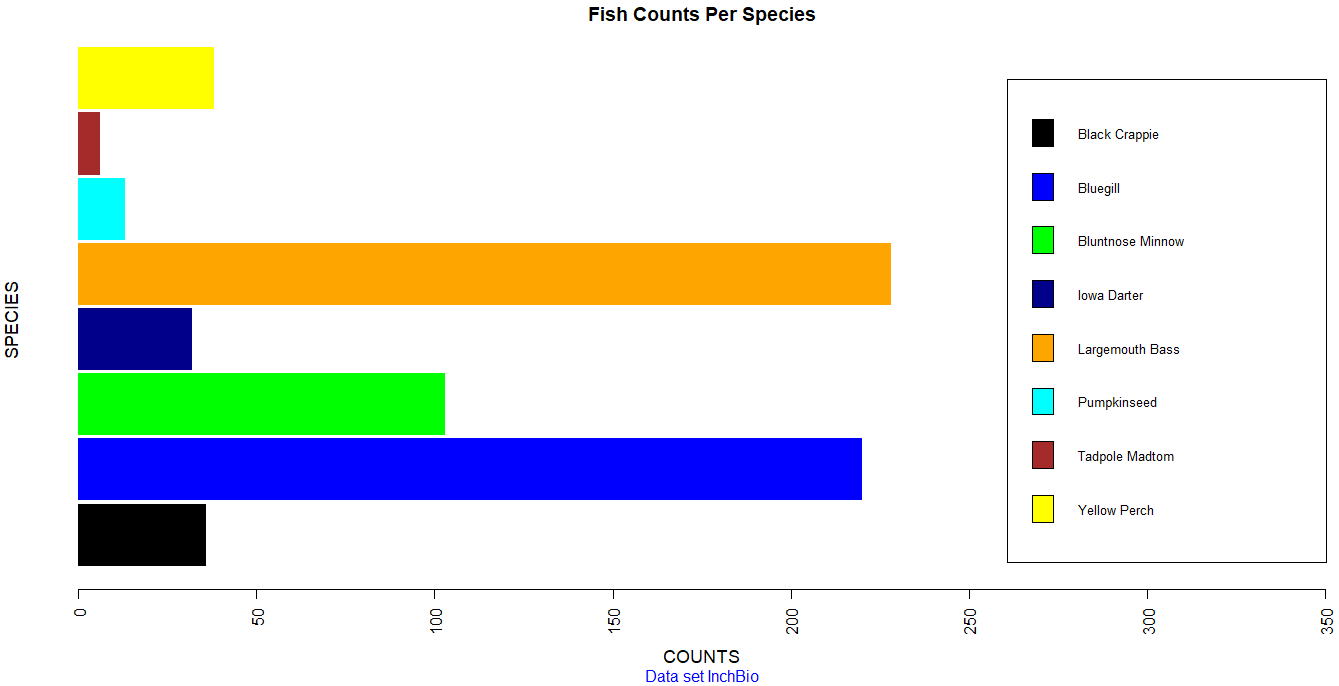 Fish Counts Per Species
SPECIES
Black Crappie
Bluegill
Bluntnose Minnow
Iowa Darter
Largemouth Bass
Pumpkinseed
Tadpole Madtom
Yellow Perch
0 50 100 150 200 250 300 350
COUNTS
Data set InchBio